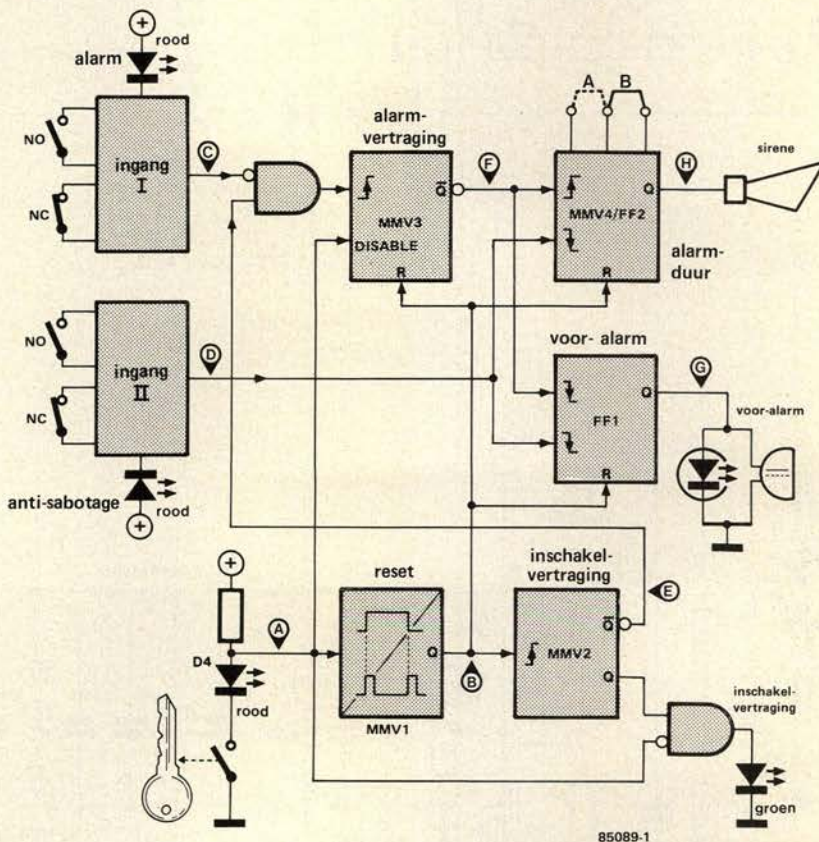 +
rood
alarm
NO
NC
ingang
I
C
alarm-
vertraging
MMV3
DISABLE
R
Q
F
A
B
MMV4/FF2
R
Q
H
sirene
alarm-
duur
NO
NC
ingang
II
D
anti-sabotage
rood
+
voor- alarm
FF1
Q
R
G
voor-alarm
+
A
D4
rood
reset
Q
MMV1
B
inschakel-
vertraging
Q
MMV2
Q
E
inschakel-
vertraging
groen
85089-1